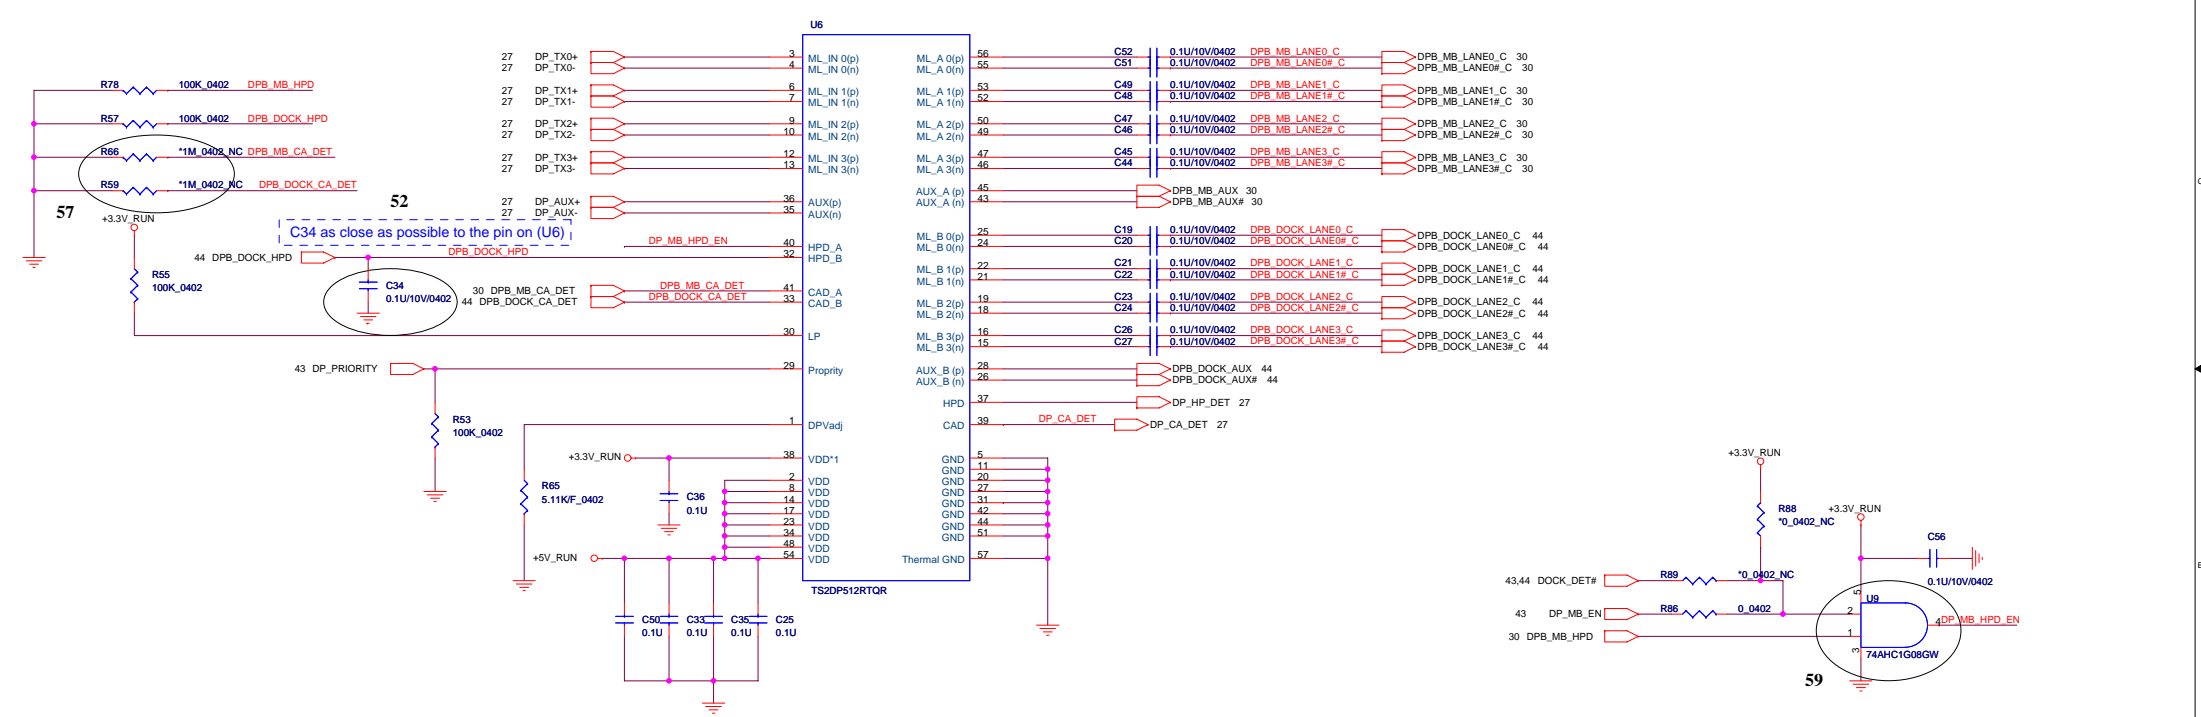 U6
27 DP_TX0+
27 DP_TX0-
27 DP_TX1+
27 DP_TX1-
27 DP_TX2+
27 DP_TX2-
27 DP_TX3+
27 DP_TX3-
27 DP_AUX+
27 DP_AUX-
R78 100K_0402 DPB_MB_HPD
R57 100K_0402 DPB_DOCK_HPD
R66 *1M_0402_NC DPB_MB_CA_DET
R59 *1M_0402_NC DPB_DOCK_CA_DET
57
52
+3.3V_RUN
C34 as close as possible to the pin on (U6)
DP_MB_HPD_EN
44 DPB_DOCK_HPD
DPB_DOCK_HPD
R55
100K_0402
C34
0.1U/10V/0402
30 DPB_MB_CA_DET
DPB_MB_CA_DET
44 DPB_DOCK_CA_DET
DPB_DOCK_CA_DET
43 DP_PRIORITY
R53
100K_0402
+3.3V_RUN
R65
5.11K/F_0402
C36
0.1U
+5V_RUN
C50
0.1U
C33
0.1U
C35
0.1U
C25
0.1U
3 ML_IN 0(p)
4 ML_IN 0(n)
6 ML_IN 1(p)
7 ML_IN 1(n)
9 ML_IN 2(p)
10 ML_IN 2(n)
12 ML_IN 3(p)
13 ML_IN 3(n)
36 AUX(p)
35 AUX(n)
40 HPD_A
32 HPD_B
41 CAD_A
33 CAD_B
30 LP
29 Proprity
1 DPVadj
38 VDD*1
2 VDD
8 VDD
14 VDD
17 VDD
23 VDD
34 VDD
48 VDD
54 VDD
TS2DP512RTQR
ML_A 0(p) 56 C52 0.1U/10V/0402 DPB_MB_LANE0_C DPB_MB_LANE0_C 30
ML_A 0(n) 55 C51 0.1U/10V/0402 DPB_MB_LANE0#_C DPB_MB_LANE0#_C 30
ML_A 1(p) 53 C49 0.1U/10V/0402 DPB_MB_LANE1_C DPB_MB_LANE1_C 30
ML_A 1(n) 52 C48 0.1U/10V/0402 DPB_MB_LANE1#_C DPB_MB_LANE1#_C 30
ML_A 2(p) 50 C47 0.1U/10V/0402 DPB_MB_LANE2_C DPB_MB_LANE2_C 30
ML_A 2(n) 49 C46 0.1U/10V/0402 DPB_MB_LANE2#_C DPB_MB_LANE2#_C 30
ML_A 3(p) 47 C45 0.1U/10V/0402 DPB_MB_LANE3_C DPB_MB_LANE3_C 30
ML_A 3(n) 46 C44 0.1U/10V/0402 DPB_MB_LANE3#_C DPB_MB_LANE3#_C 30
AUX_A (p) 45 DPB_MB_AUX 30
AUX_A (n) 43 DPB_MB_AUX# 30
ML_B 0(p) 25 C19 0.1U/10V/0402 DPB_DOCK_LANE0_C DPB_DOCK_LANE0_C 44
ML_B 0(n) 24 C20 0.1U/10V/0402 DPB_DOCK_LANE0#_C DPB_DOCK_LANE0#_C 44
ML_B 1(p) 22 C21 0.1U/10V/0402 DPB_DOCK_LANE1_C DPB_DOCK_LANE1_C 44
ML_B 1(n) 21 C22 0.1U/10V/0402 DPB_DOCK_LANE1#_C DPB_DOCK_LANE1#_C 44
ML_B 2(p) 19 C23 0.1U/10V/0402 DPB_DOCK_LANE2_C DPB_DOCK_LANE2_C 44
ML_B 2(n) 18 C24 0.1U/10V/0402 DPB_DOCK_LANE2#_C DPB_DOCK_LANE2#_C 44
ML_B 3(p) 16 C26 0.1U/10V/0402 DPB_DOCK_LANE3_C DPB_DOCK_LANE3_C 44
ML_B 3(n) 15 C27 0.1U/10V/0402 DPB_DOCK_LANE3#_C DPB_DOCK_LANE3#_C 44
AUX_B (p) 28 DPB_DOCK_AUX 44
AUX_B (n) 26 DPB_DOCK_AUX# 44
HPD 37 DP_HP_DET 27
CAD 39 DP_CA_DET DP_CA_DET 27
GND 5
GND 11
GND 20
GND 27
GND 31
GND 42
GND 44
GND 51
Thermal GND 57
+3.3V_RUN
R88
*0_0402_NC
+3.3V_RUN
C56
0.1U/10V/0402
43,44 DOCK_DET# R89 *0_0402_NC
43 DP_MB_EN R86 0_0402
30 DPB_MB_HPD
U9
5
2
1
4 DP_MB_HPD_EN
3
74AHC1G08GW
59